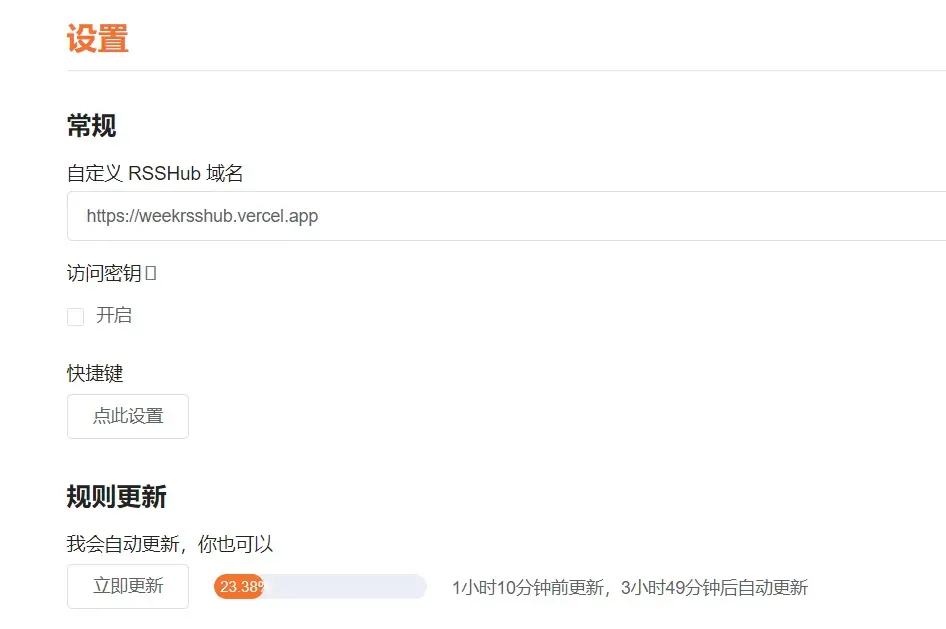 设置
常规
自定义 RSSHub 域名
https://weekrsshub.vercel.app
访问密钥
开启
快捷键
点此设置
规则更新
我会自动更新，你也可以
立即更新 23.38% 1小时10分钟前更新，3小时49分钟后自动更新